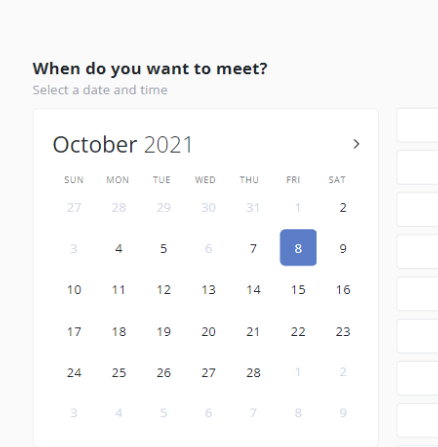 When do you want to meet?
Select a date and time
October 2021
SUN MON TUE WED THU FRI SAT
27 28 29 30 31 1 2
3 4 5 6 7 8 9
10 11 12 13 14 15 16
17 18 19 20 21 22 23
24 25 26 27 28 1 2
3 4 5 6 7 8 9